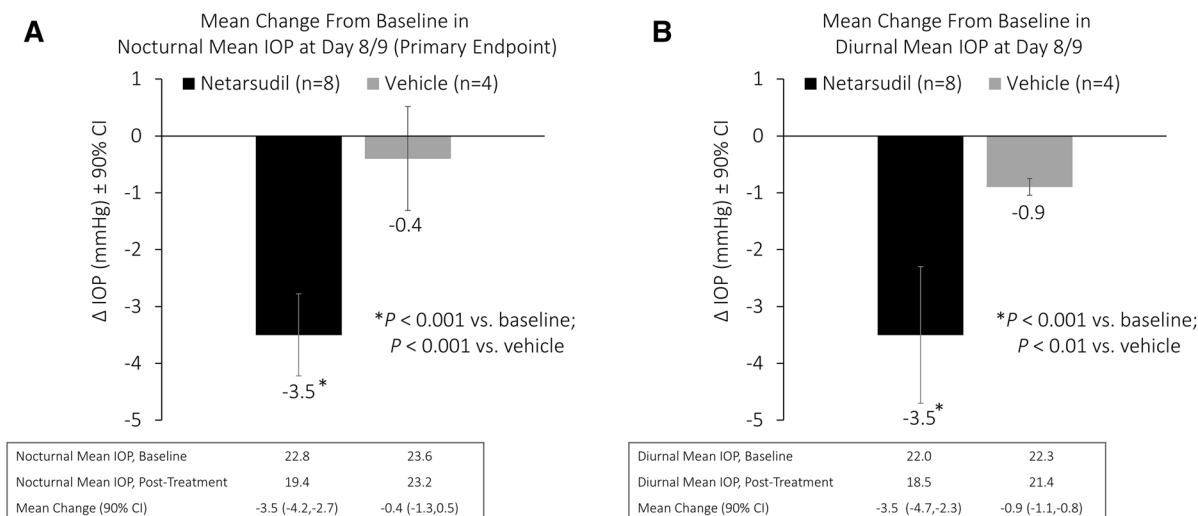 A
Mean Change From Baseline in
Nocturnal Mean IOP at Day 8/9 (Primary Endpoint)
Netarsudil (n=8) Vehicle (n=4)
Δ IOP (mmHg) ± 90% CI
1
0
-1
-2
-3
-4
-5
-0.4
-3.5*
*P < 0.001 vs. baseline;
P < 0.001 vs. vehicle
Nocturnal Mean IOP, Baseline 22.8 23.6
Nocturnal Mean IOP, Post-Treatment 19.4 23.2
Mean Change (90% CI) -3.5 (-4.2,-2.7) -0.4 (-1.3,0.5)
B
Mean Change From Baseline in
Diurnal Mean IOP at Day 8/9
Netarsudil (n=8) Vehicle (n=4)
Δ IOP (mmHg) ± 90% CI
1
0
-1
-2
-3
-4
-5
-0.9
-3.5*
*P < 0.001 vs. baseline;
P < 0.01 vs. vehicle
Diurnal Mean IOP, Baseline 22.0 22.3
Diurnal Mean IOP, Post-Treatment 18.5 21.4
Mean Change (90% CI) -3.5 (-4.7,-2.3) -0.9 (-1.1,-0.8)